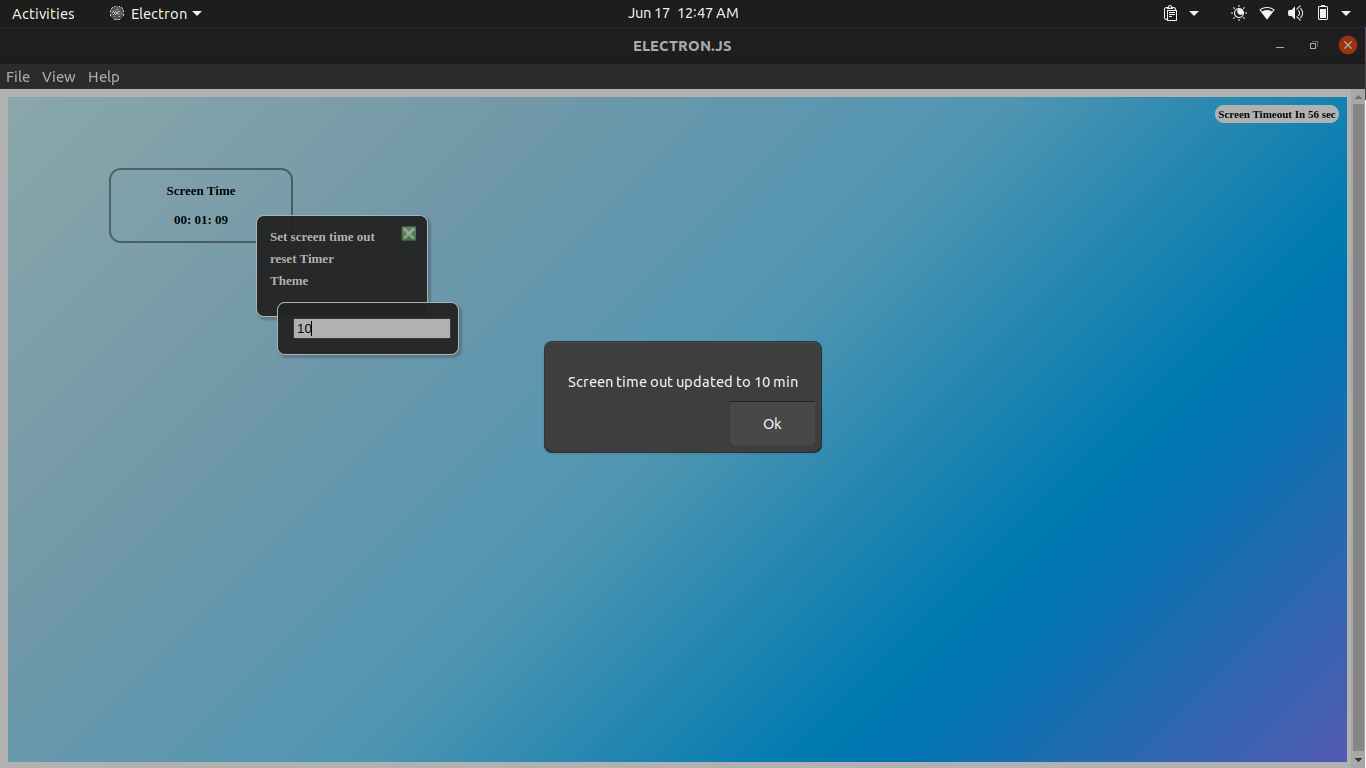 Activities
Electron
Jun 17 12:47 AM
ELECTRON.JS
File View Help
Screen Timeout In 56 sec
Screen Time
00: 01: 09
Set screen time out
reset Timer
Theme
10
Screen time out updated to 10 min
Ok